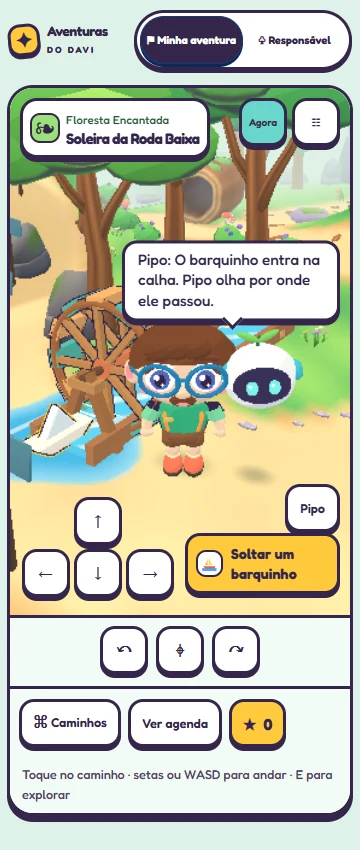 Aventuras
DO DAVI
Minha aventura
Responsável
Floresta Encantada
Soleira da Roda Baixa
Agora
Pipo: O barquinho entra na
calha. Pipo olha por onde
ele passou.
Pipo
Soltar um
barquinho
Caminhos
Ver agenda
★ 0
Toque no caminho · setas ou WASD para andar · E para
explorar